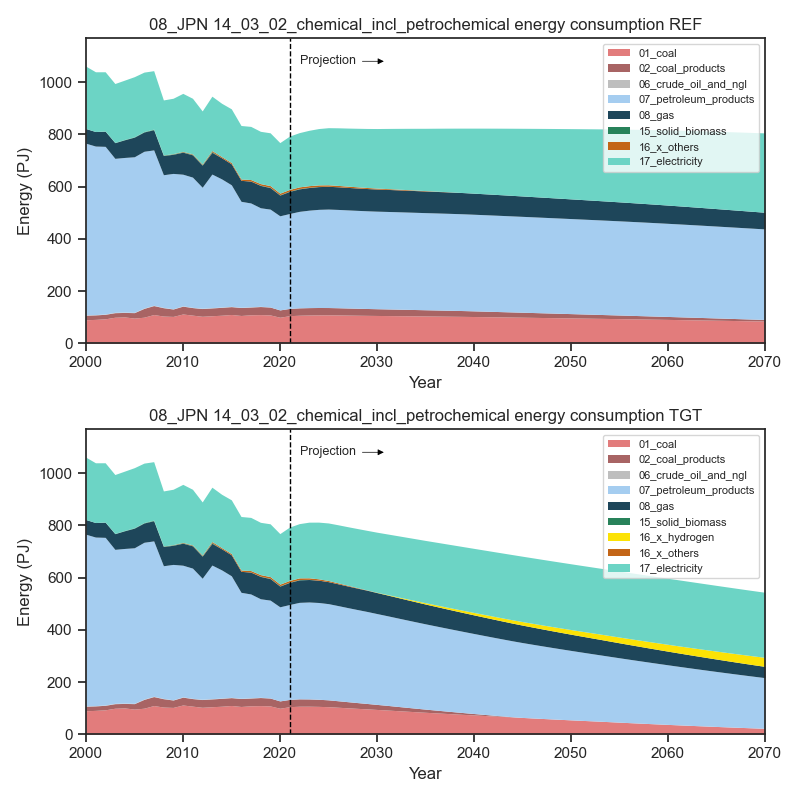 08_JPN 14_03_02_chemical_incl_petrochemical energy consumption REF
Projection
01_coal
02_coal_products
06_crude_oil_and_ngl
07_petroleum_products
08_gas
15_solid_biomass
16_x_others
17_electricity
Energy (PJ)
1000
800
600
400
200
0
2000 2010 2020 2030 2040 2050 2060 2070
Year
08_JPN 14_03_02_chemical_incl_petrochemical energy consumption TGT
Projection
01_coal
02_coal_products
06_crude_oil_and_ngl
07_petroleum_products
08_gas
15_solid_biomass
16_x_hydrogen
16_x_others
17_electricity
Energy (PJ)
1000
800
600
400
200
0
2000 2010 2020 2030 2040 2050 2060 2070
Year